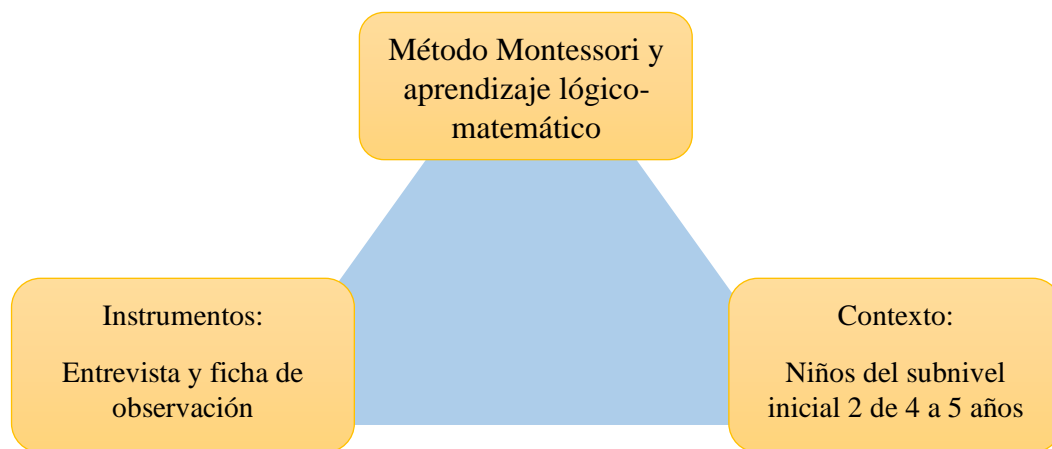 Método Montessori y
aprendizaje lógico-
matemático
Instrumentos:
Entrevista y ficha de
observación
Contexto:
Niños del subnivel
inicial 2 de 4 a 5 años